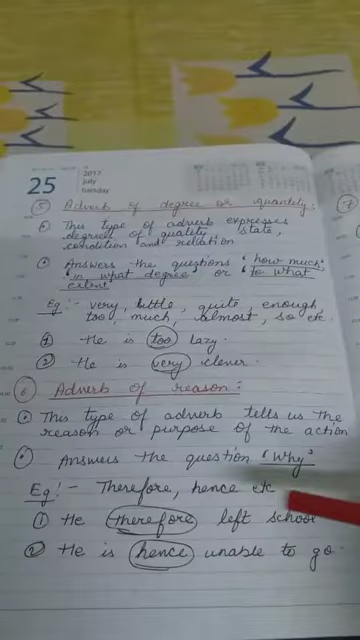 25
2017
July
tuesday
⑤ Adverb of degree or quantity:
This type of adverb expresses
degree of quality, state,
condition and relation
Answers the questions 'how much'
'in what degree' or 'to what
extent'
Eg:- very, little, quite, enough
too, much, almost, so etc.
① He is too lazy.
② He is very clever.
⑥ Adverb of reason:
This type of adverb tells us the
reason or purpose of the action
Answers the question 'Why'
Eg:- Therefore, hence etc
① He therefore left school
② He is hence unable to go.
⑦